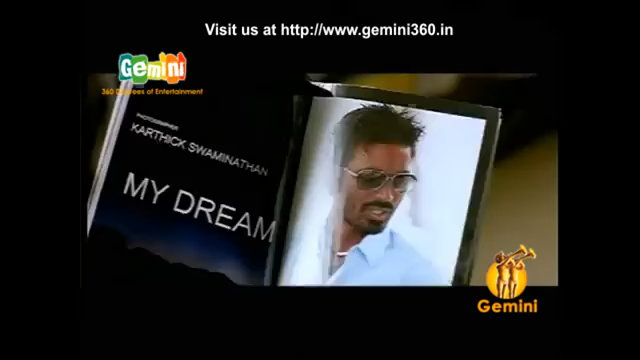 Visit us at http://www.gemini360.in
Gemini
360 Degrees of Entertainment
PHOTOGRAPHER
KARTHICK SWAMINATHAN
MY DREAM
Gemini